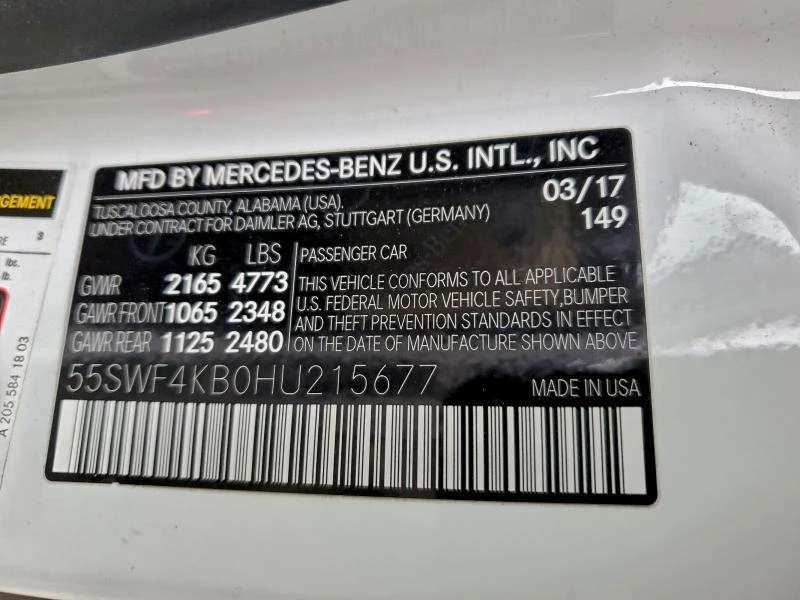 MFD BY MERCEDES-BENZ U.S. INTL., INC
TUSCALOOSA COUNTY, ALABAMA (USA).
UNDER CONTRACT FOR DAIMLER AG, STUTTGART (GERMANY)
03/17
149
KG LBS
GVWR 2165 4773
GAWR FRONT 1065 2348
GAWR REAR 1125 2480
PASSENGER CAR
THIS VEHICLE CONFORMS TO ALL APPLICABLE
U.S. FEDERAL MOTOR VEHICLE SAFETY, BUMPER
AND THEFT PREVENTION STANDARDS IN EFFECT
ON THE DATE OF MANUFACTURE SHOWN ABOVE
55SWF4KB0HU215677
MADE IN USA
lbs.
lb.
A 205 584 18 03